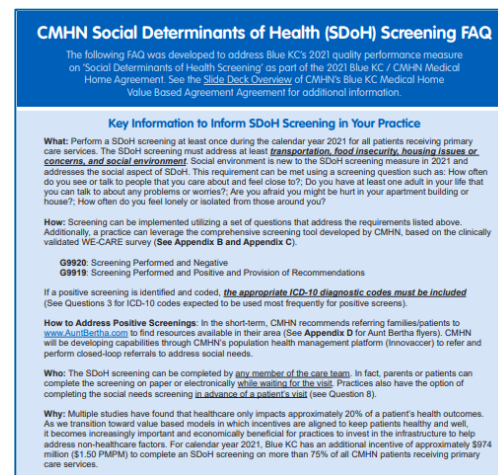 CMHN Social Determinants of Health (SDoH) Screening FAQ
The following FAQ was developed to address Blue KC's 2021 quality performance measure
on 'Social Determinants of Health Screening' as part of the 2021 Blue KC / CMHN Medical
Home Agreement. See the Slide Deck Overview of CMHN's Blue KC Medical Home
Value Based Agreement Agreement for additional information.
Key Information to Inform SDoH Screening in Your Practice
What: Perform a SDoH screening at least once during the calendar year 2021 for all patients receiving primary
care services. The SDoH screening must address at least transportation, food insecurity, housing issues or
concerns, and social environment. Social environment is new to the SDoH screening measure in 2021 and
addresses the social aspect of SDoH. This requirement can be met using a screening question such as: How often
do you see or talk to people that you care about and feel close to?; Do you have at least one adult in your life that
you can talk to about any problems or worries?; Are you afraid you might be hurt in your apartment building or
house?; How often do you feel lonely or isolated from those around you?
How: Screening can be implemented utilizing a set of questions that address the requirements listed above.
Additionally, a practice can leverage the comprehensive screening tool developed by CMHN, based on the clinically
validated WE-CARE survey (See Appendix B and Appendix C).
G9920: Screening Performed and Negative
G9919: Screening Performed and Positive and Provision of Recommendations
If a positive screening is identified and coded, the appropriate ICD-10 diagnostic codes must be included
(See Questions 3 for ICD-10 codes expected to be used most frequently for positive screens).
How to Address Positive Screenings: In the short-term, CMHN recommends referring families/patients to
www.AuntBertha.com to find resources available in their area (See Appendix D for Aunt Bertha flyers). CMHN
will be developing capabilities through CMHN's population health management platform (Innovaccer) to refer and
perform closed-loop referrals to address social needs.
Who: The SDoH screening can be completed by any member of the care team. In fact, parents or patients can
complete the screening on paper or electronically while waiting for the visit. Practices also have the option of
completing the social needs screening in advance of a patient's visit (see Question 8).
Why: Multiple studies have found that healthcare only impacts approximately 20% of a patient's health outcomes.
As we transition toward value based models in which incentives are aligned to keep patients healthy and well,
it becomes increasingly important and economically beneficial for practices to invest in the infrastructure to help
address non-healthcare factors. For calendar year 2021, Blue KC has an additional incentive of approximately $974
million ($1.50 PMPM) to complete an SDoH screening on more than 75% of all CMHN patients receiving primary
care services.